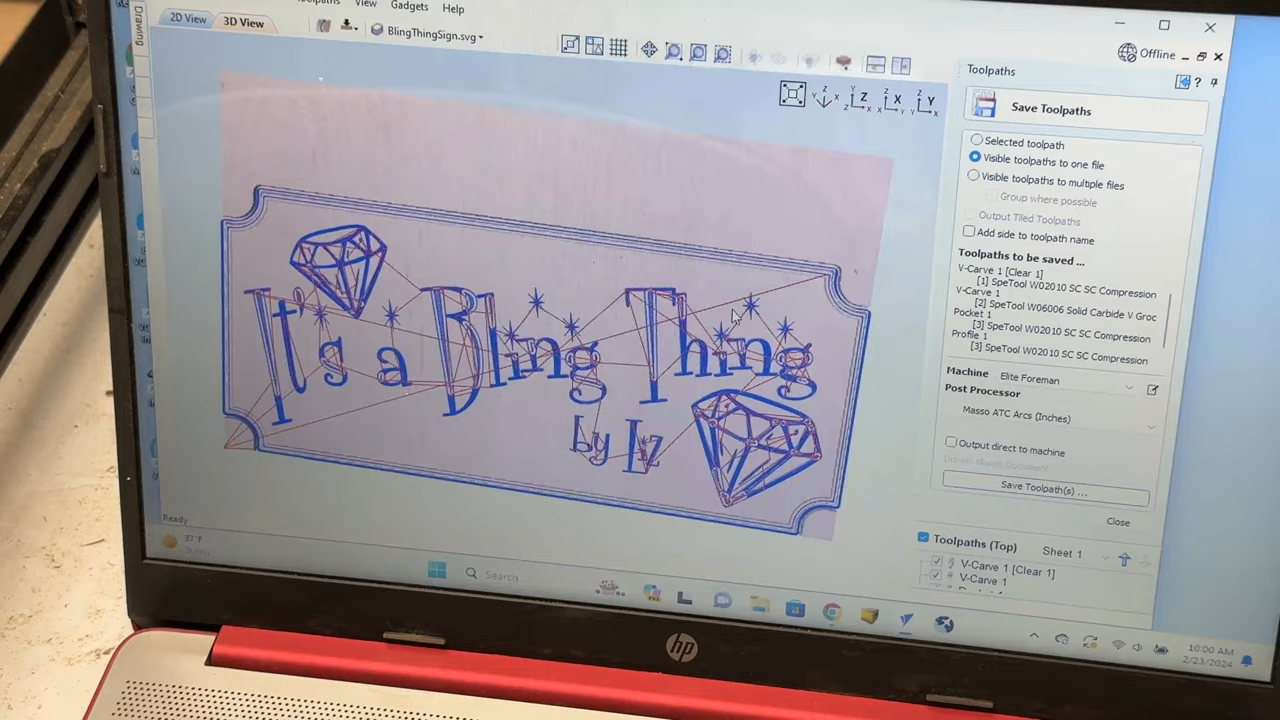 View Gadgets Help
Drawing
2D View 3D View
BlingThingSign.svg
Offline
Toolpaths
Save Toolpaths
Selected toolpath
Visible toolpaths to one file
Visible toolpaths to multiple files
Group where possible
Output Tiled Toolpaths
Add side to toolpath name
Toolpaths to be saved ...
V-Carve 1 [Clear 1]
[1] SpeTool W02010 SC SC Compression
V-Carve 1
[2] SpeTool W06006 Solid Carbide V Groc
Pocket 1
[3] SpeTool W02010 SC SC Compression
Profile 1
[3] SpeTool W02010 SC SC Compression
Machine Elite Foreman
Post Processor
Masso ATC Arcs (Inches)
Output direct to machine
Save Toolpath(s) ...
Close
Toolpaths (Top) Sheet 1
V-Carve 1 [Clear 1]
V-Carve 1
It's a Bling Thing
by Iz
Z X Y
Ready
37°F
Sunny
Search
10:00 AM
2/23/2024
hp